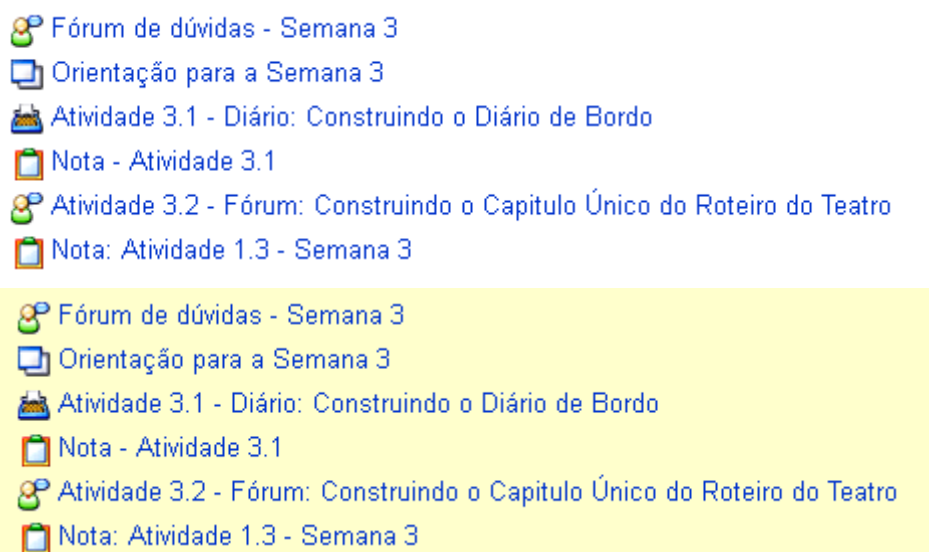 Fórum de dúvidas - Semana 3
Orientação para a Semana 3
Atividade 3.1 - Diário: Construindo o Diário de Bordo
Nota - Atividade 3.1
Atividade 3.2 - Fórum: Construindo o Capitulo Único do Roteiro do Teatro
Nota: Atividade 1.3 - Semana 3
Fórum de dúvidas - Semana 3
Orientação para a Semana 3
Atividade 3.1 - Diário: Construindo o Diário de Bordo
Nota - Atividade 3.1
Atividade 3.2 - Fórum: Construindo o Capitulo Único do Roteiro do Teatro
Nota: Atividade 1.3 - Semana 3